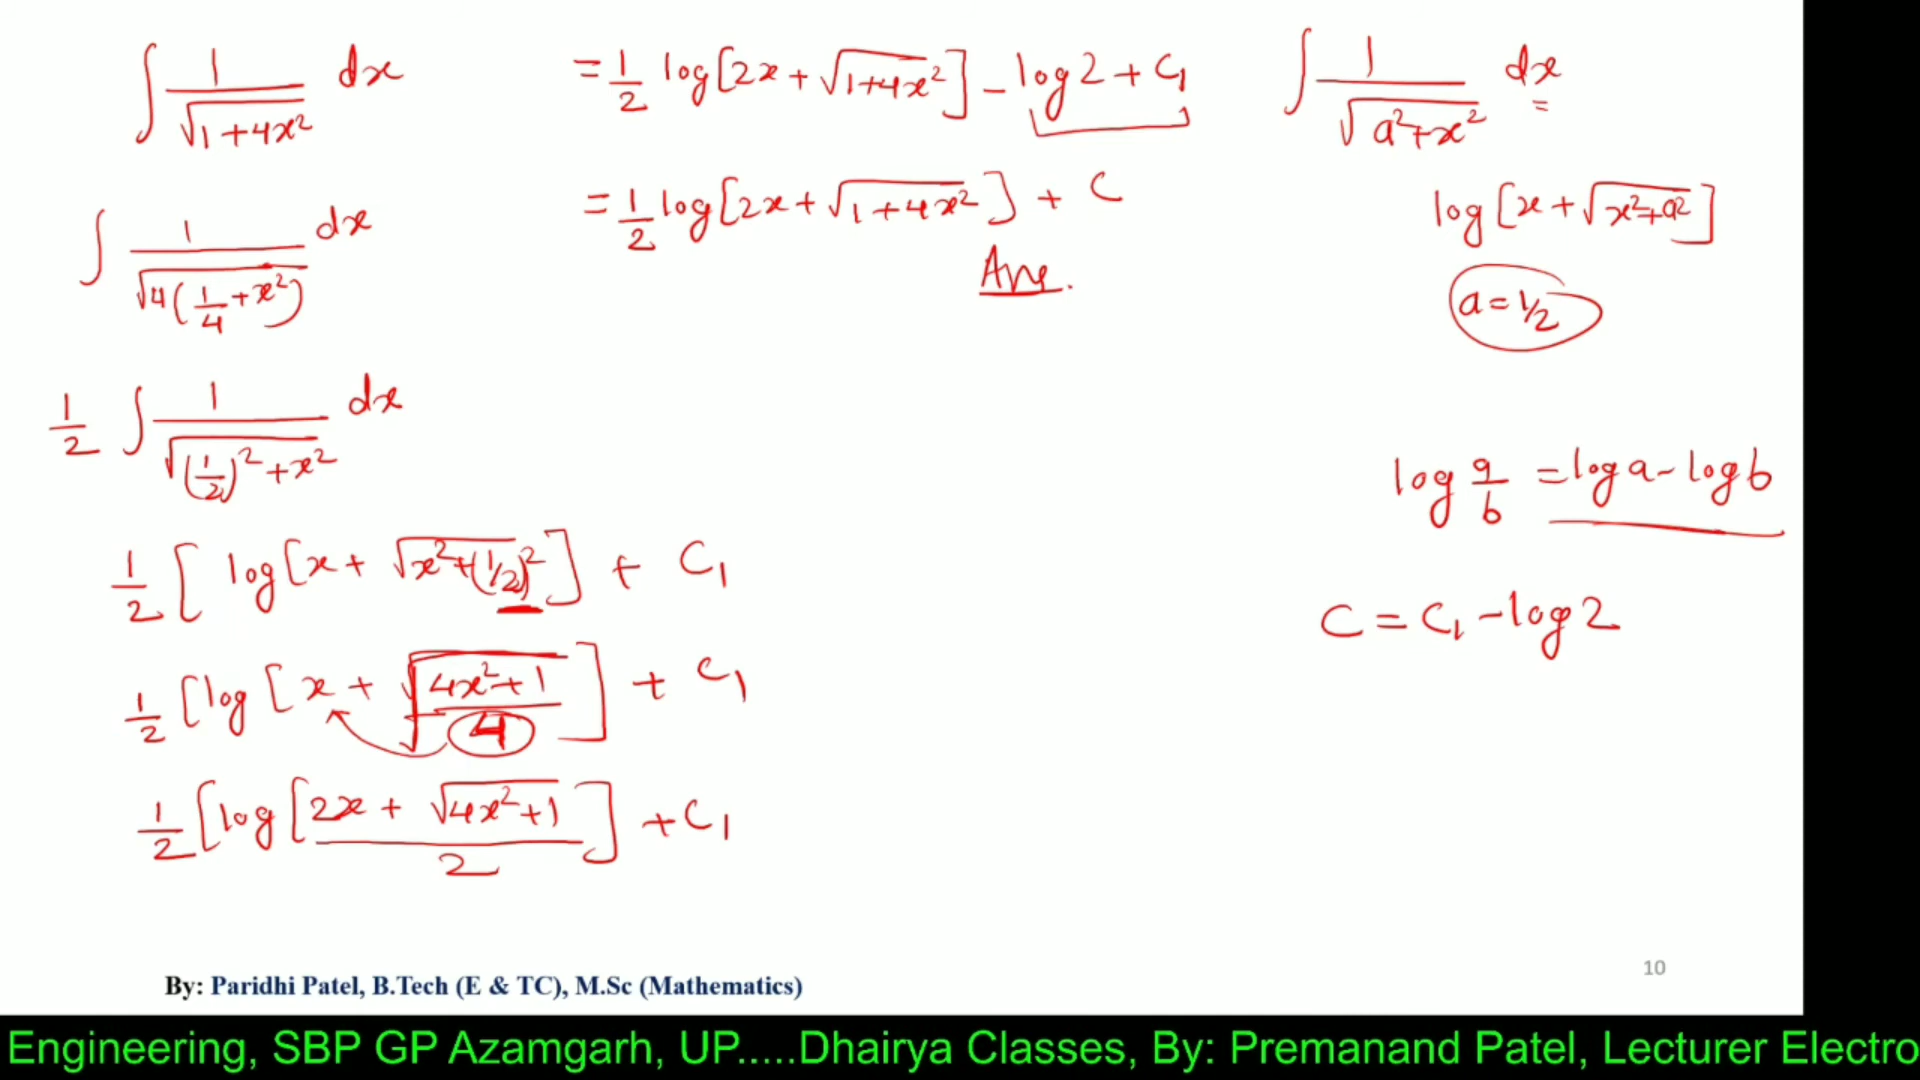 ∫ 1/√(1+4x²) dx
∫ 1/√(4(1/4+x²)) dx
1/2 ∫ 1/√((1/2)²+x²) dx
1/2 [log[x + √(x²+(1/2)²]] + C₁
1/2 [log[x + √((4x²+1)/4)] + C₁
1/2 [log[(2x + √(4x²+1))/2] + C₁
= 1/2 log[2x + √(1+4x²)] - log2 + C₁
= 1/2 log[2x + √(1+4x²)] + C
Ans.
∫ 1/√(a²+x²) dx =
log[x + √(x²+a²)]
a = 1/2
log a/b = log a - log b
C = C₁ - log2
By: Paridhi Patel, B.Tech (E & TC), M.Sc (Mathematics)
10
Engineering, SBP GP Azamgarh, UP.....Dhairya Classes, By: Premanand Patel, Lecturer Electro